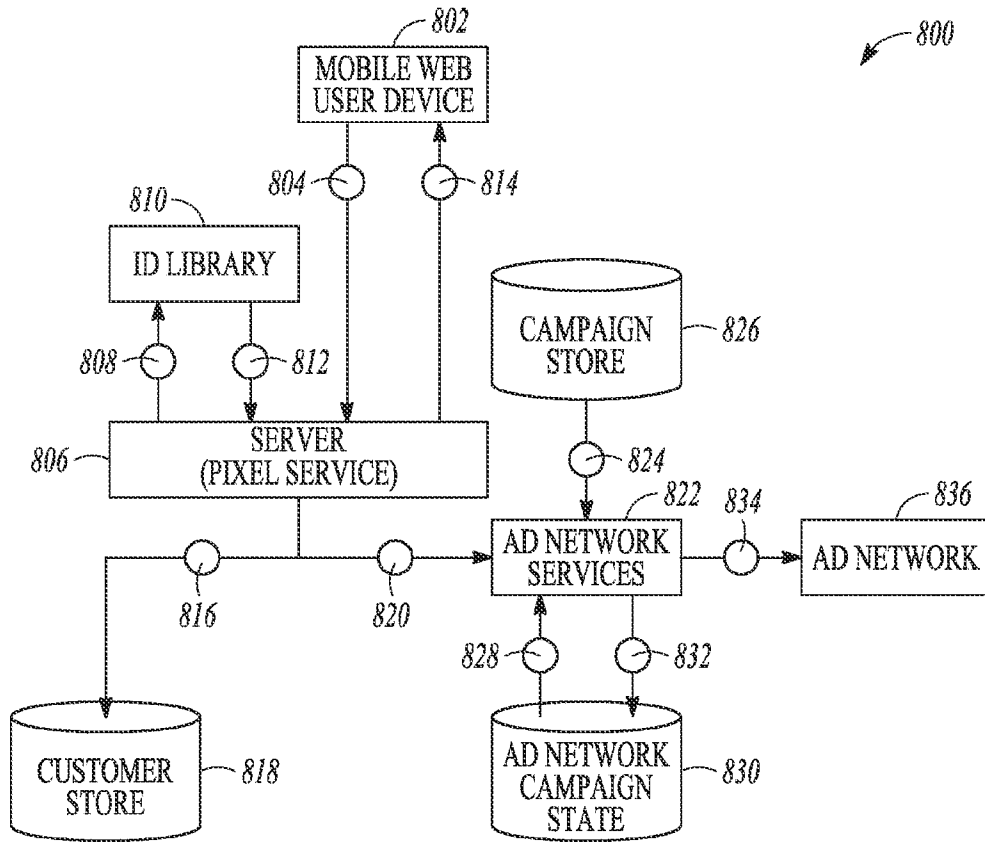 802
800
MOBILE WEB
USER DEVICE
804
814
810
ID LIBRARY
808
812
CAMPAIGN
STORE
826
806
SERVER
(PIXEL SERVICE)
824
822
834
836
AD NETWORK
SERVICES
AD NETWORK
816
820
828
832
CUSTOMER
STORE
818
AD NETWORK
CAMPAIGN
STATE
830